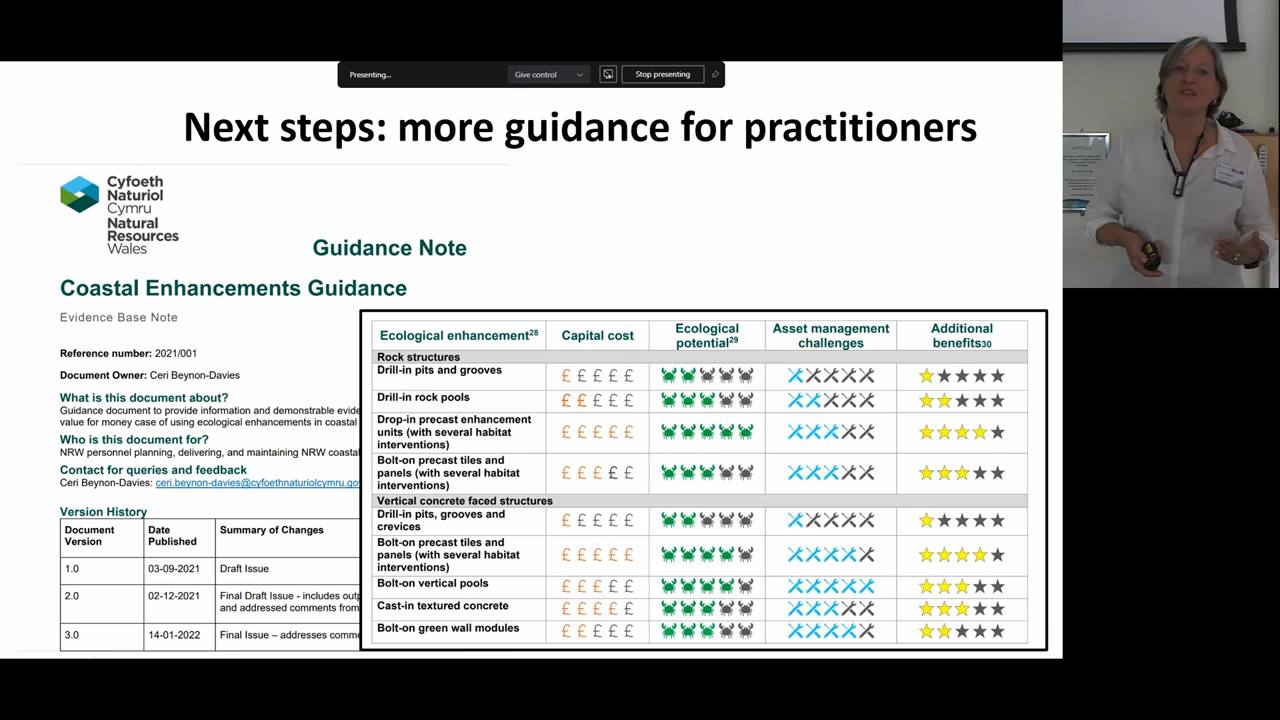 Presenting...
Give control
Stop presenting
Next steps: more guidance for practitioners
Cyfoeth
Naturiol
Cymru
Natural
Resources
Wales
Guidance Note
Coastal Enhancements Guidance
Evidence Base Note
Reference number: 2021/001
Document Owner: Ceri Beynon-Davies
What is this document about?
Guidance document to provide information and demonstrable evide
value for money case of using ecological enhancements in coastal
Who is this document for?
NRW personnel planning, delivering, and maintaining NRW coasta
Contact for queries and feedback
Ceri Beynon-Davies: ceri.beynon-davies@cyfoethnaturiolcymru.gov
Version History
Document Version
Date Published
Summary of Changes
1.0
03-09-2021
Draft Issue
2.0
02-12-2021
Final Draft Issue - includes outp
and addressed comments from
3.0
14-01-2022
Final Issue – addresses comme
Ecological enhancement28
Capital cost
Ecological potential29
Asset management challenges
Additional benefits30
Rock structures
Drill-in pits and grooves
£ £ £ £ £
Drill-in rock pools
£ £ £ £ £
Drop-in precast enhancement
units (with several habitat
interventions)
£ £ £ £ £
Bolt-on precast tiles and
panels (with several habitat
interventions)
£ £ £ £ £
Vertical concrete faced structures
Drill-in pits, grooves and
crevices
£ £ £ £ £
Bolt-on precast tiles and
panels (with several habitat
interventions)
£ £ £ £ £
Bolt-on vertical pools
£ £ £ £ £
Cast-in textured concrete
£ £ £ £ £
Bolt-on green wall modules
£ £ £ £ £